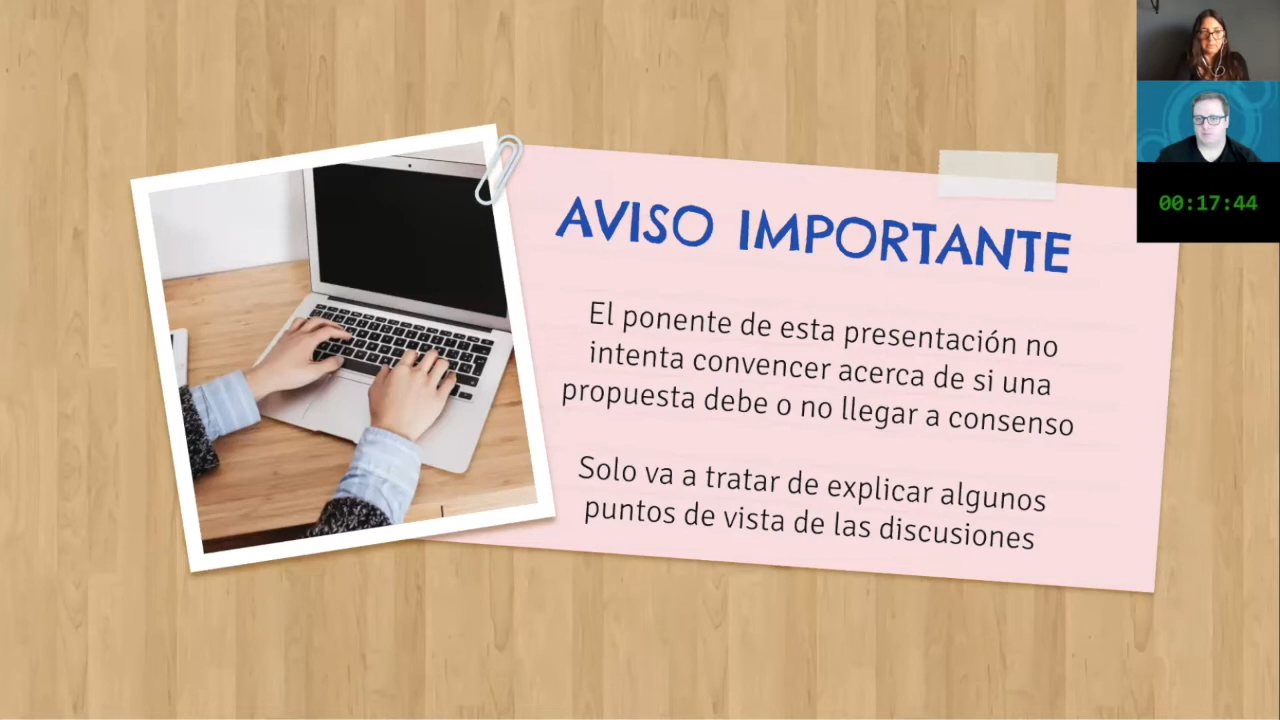 AVISO IMPORTANTE
El ponente de esta presentación no
intenta convencer acerca de si una
propuesta debe o no llegar a consenso
Solo va a tratar de explicar algunos
puntos de vista de las discusiones
00:17:44